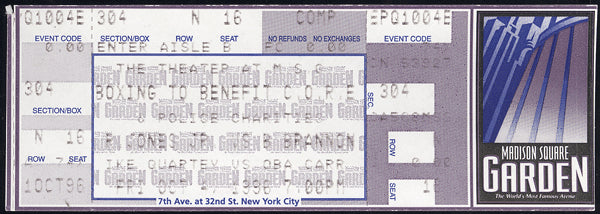 Q1004E 304 N 16 COMP EPQ1004E
EVENT CODE SECTION/BOX ROW SEAT NO REFUNDS NO EXCHANGES EVENT CODE
0.00 ENTER AISLE B FC 0.00
THE THEATER AT M.S.G.
304 BOXING TO BENEFIT C.O.P.E. SEC. 304
SECTION/BOX
POLICE CHARITIES
N 16 R. JONES JR. B BRANNON
ROW SEAT ROW
IKE QUARTEY VS OBA CARR
1OCT96 FRI OCT 1996 7:00PM SEAT
7th Ave. at 32nd St. New York City
MADISON SQUARE
GARDEN
The World's Most Famous Arena